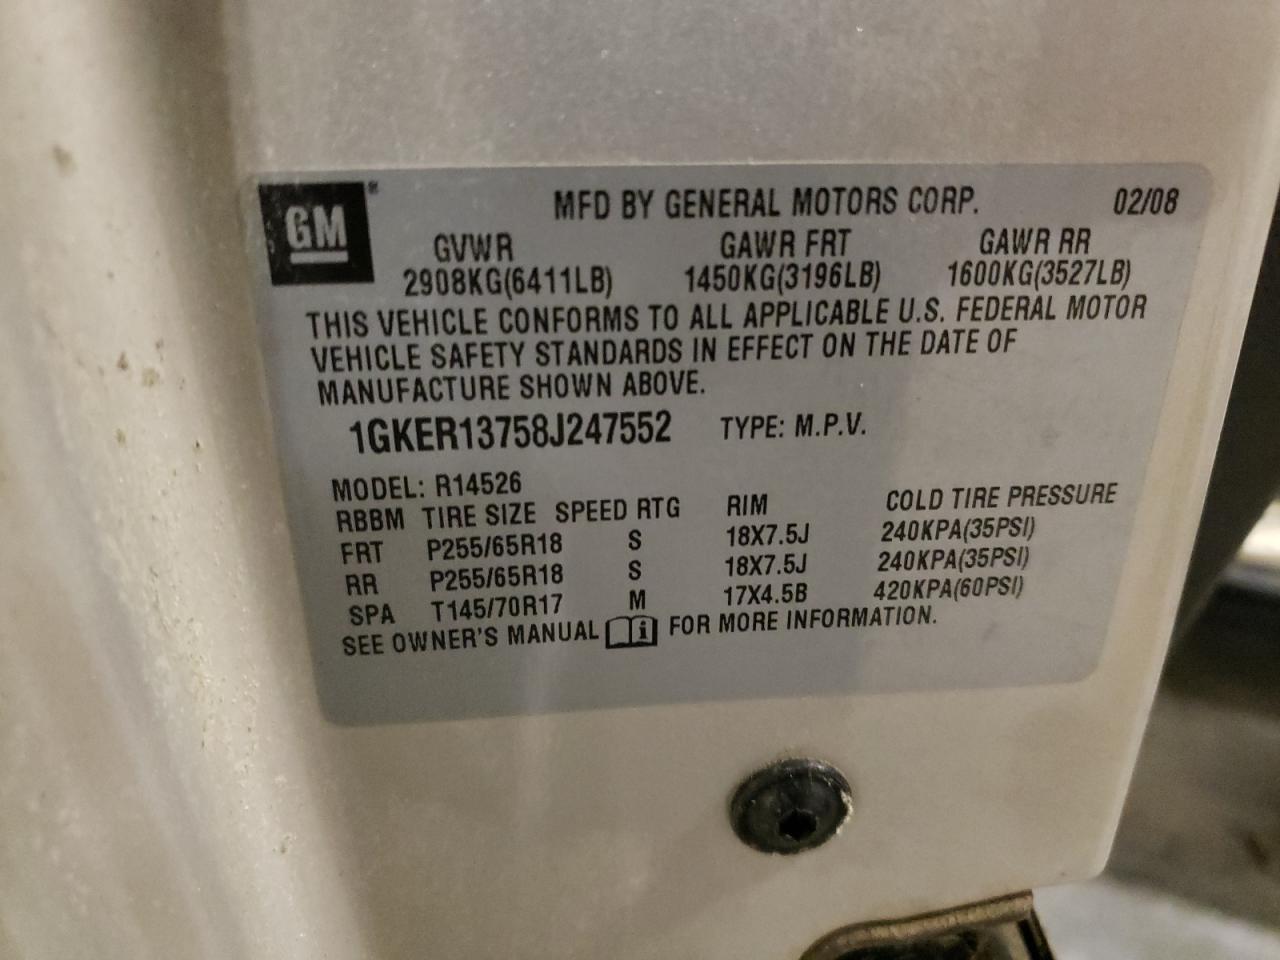 GM® MFD BY GENERAL MOTORS CORP. 02/08
GVWR GAWR FRT GAWR RR
2908KG(6411LB) 1450KG(3196LB) 1600KG(3527LB)
THIS VEHICLE CONFORMS TO ALL APPLICABLE U.S. FEDERAL MOTOR
VEHICLE SAFETY STANDARDS IN EFFECT ON THE DATE OF
MANUFACTURE SHOWN ABOVE.
1GKER13758J247552 TYPE: M.P.V.
MODEL: R14526
RBBM TIRE SIZE SPEED RTG RIM COLD TIRE PRESSURE
FRT P255/65R18 S 18X7.5J 240KPA(35PSI)
RR P255/65R18 S 18X7.5J 240KPA(35PSI)
SPA T145/70R17 M 17X4.5B 420KPA(60PSI)
SEE OWNER'S MANUAL i FOR MORE INFORMATION.